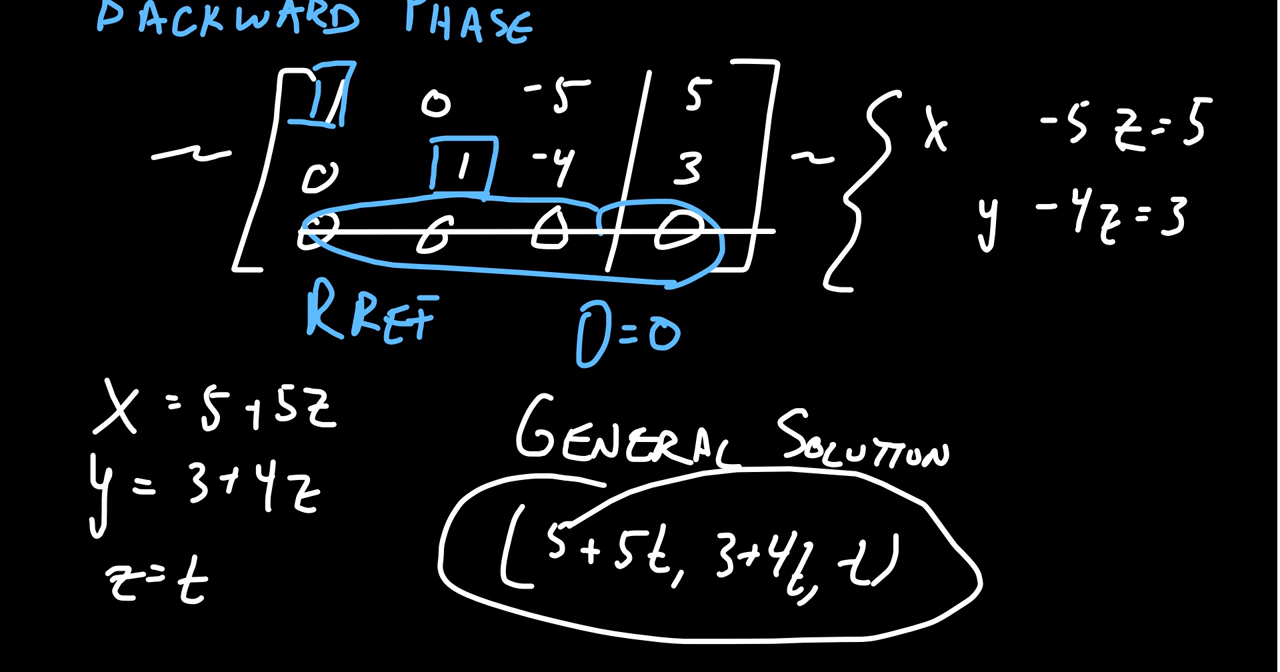 BACKWARD PHASE
~ [ 1 0 -5 | 5 ] ~ { x -5z=5
0 1 -4 | 3 y -4z=3
0 0 0 | 0
RREF 0=0
x = 5+5z
y = 3+4z
z=t
GENERAL SOLUTION
(5+5t, 3+4t, t)